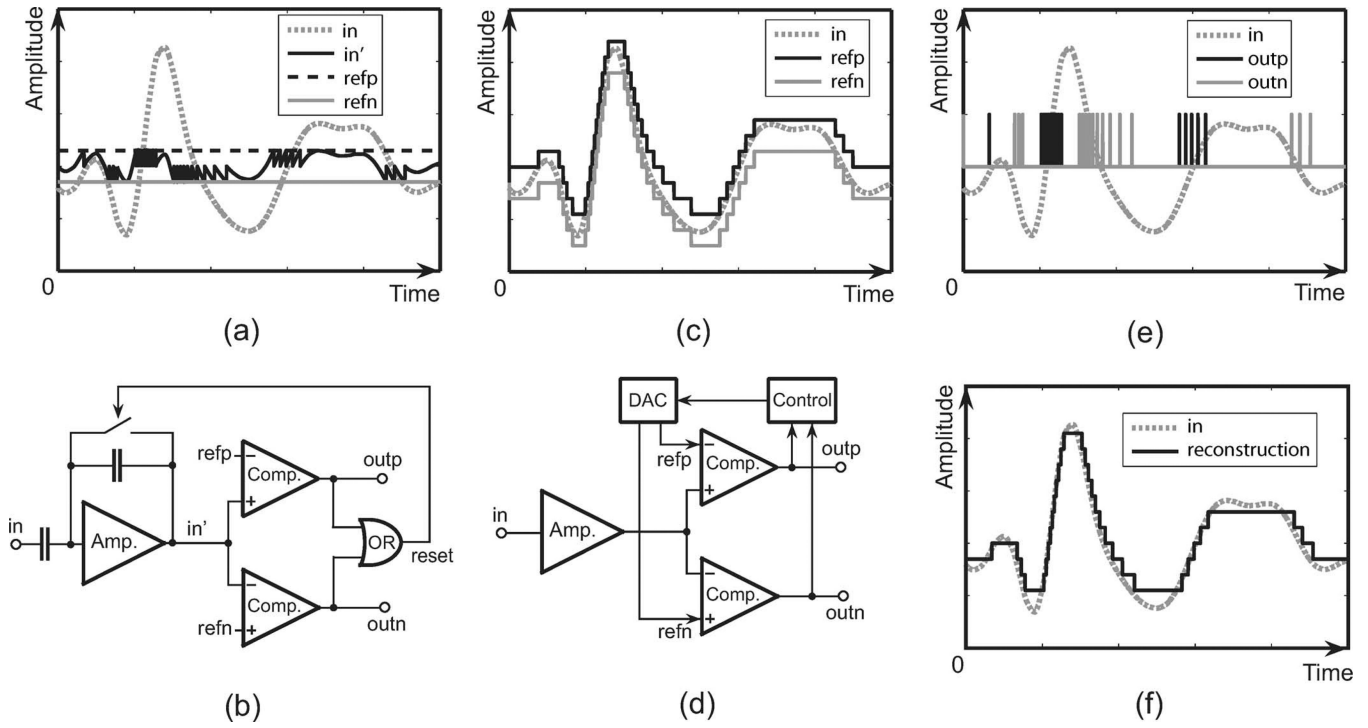 Amplitude
in
in'
refp
refn
0
Time
(a)
Amplitude
in
refp
refn
0
Time
(c)
Amplitude
in
outp
outn
0
Time
(e)
in
Amp.
in'
refp
-
Comp.
+
outp
-
Comp.
refn
+
outn
OR
reset
(b)
DAC
Control
in
Amp.
refp
-
Comp.
+
outp
-
Comp.
refn
+
outn
(d)
Amplitude
in
reconstruction
0
Time
(f)